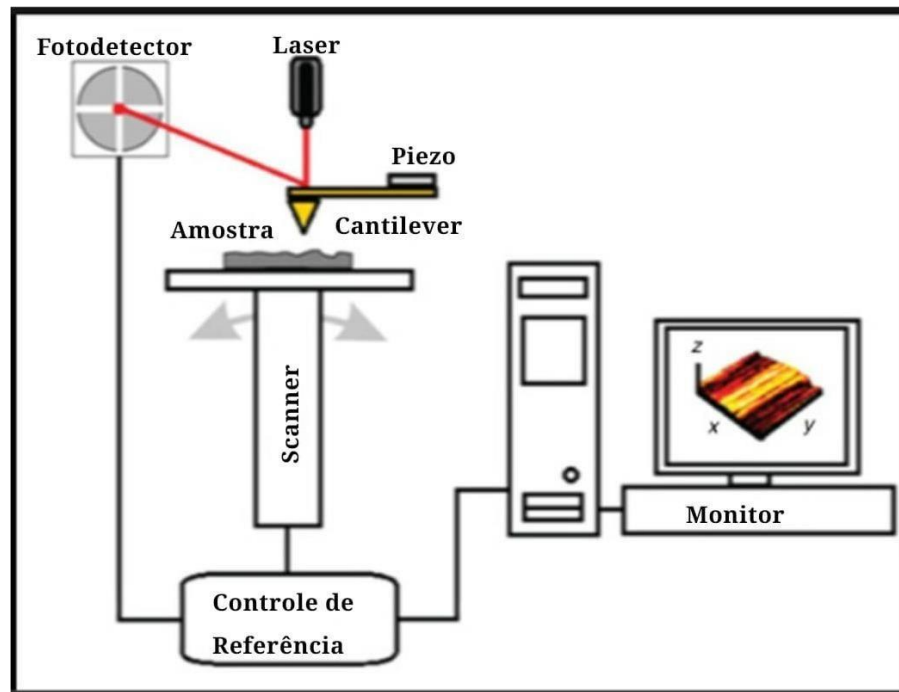 Fotodetector
Laser
Piezo
Amostra
Cantilever
Scanner
z
x
y
Monitor
Controle de
Referência